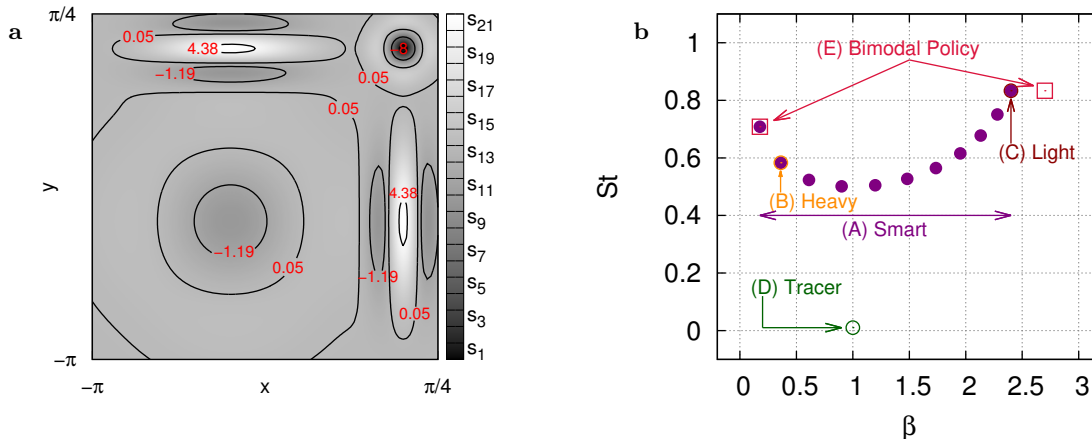 a
π/4
y
−π
−π
x
π/4
0.05
4.38
−8
−1.19
0.05
0.05
0.05
4.38
−1.19
0.05
−1.19
0.05
s21
s19
s17
s15
s13
s11
s9
s7
s5
s3
s1
b
St
1
0.8
0.6
0.4
0.2
0
(E) Bimodal Policy
(C) Light
(B) Heavy
(A) Smart
(D) Tracer
0
0.5
1
1.5
2
2.5
3
β